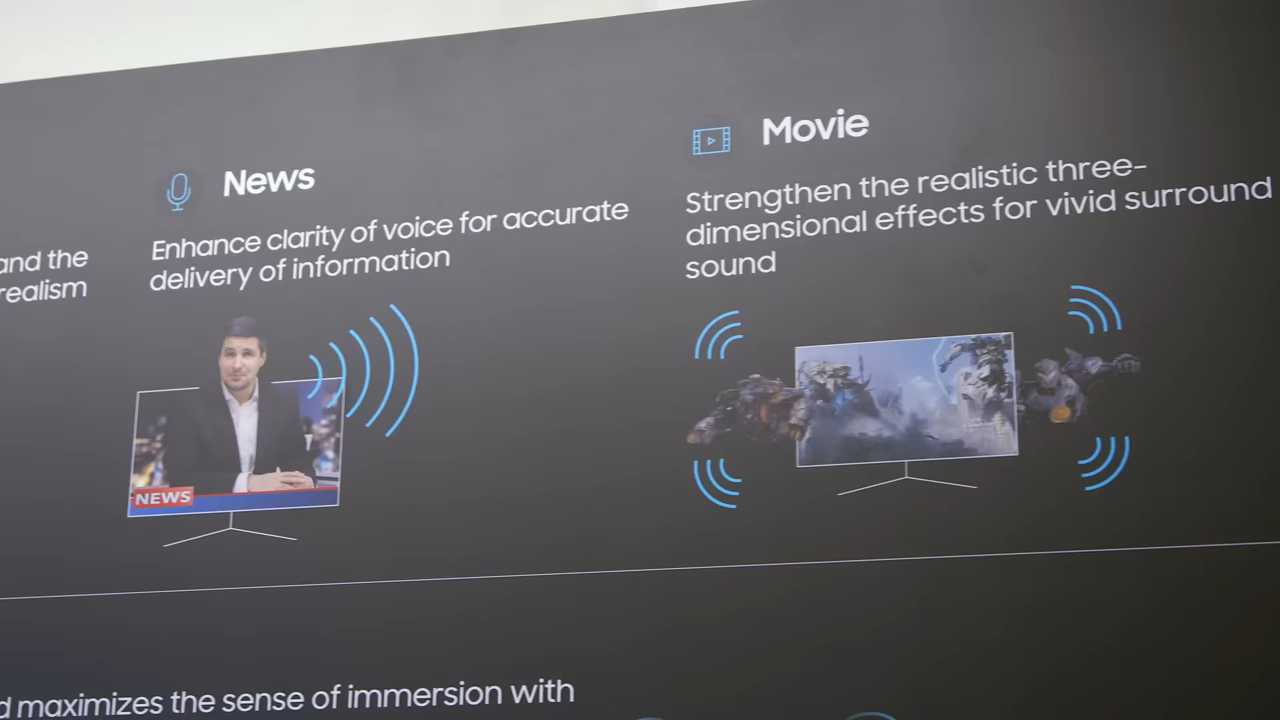 and the
realism
News
Enhance clarity of voice for accurate
delivery of information
NEWS
Movie
Strengthen the realistic three-
dimensional effects for vivid surround
sound
maximizes the sense of immersion with